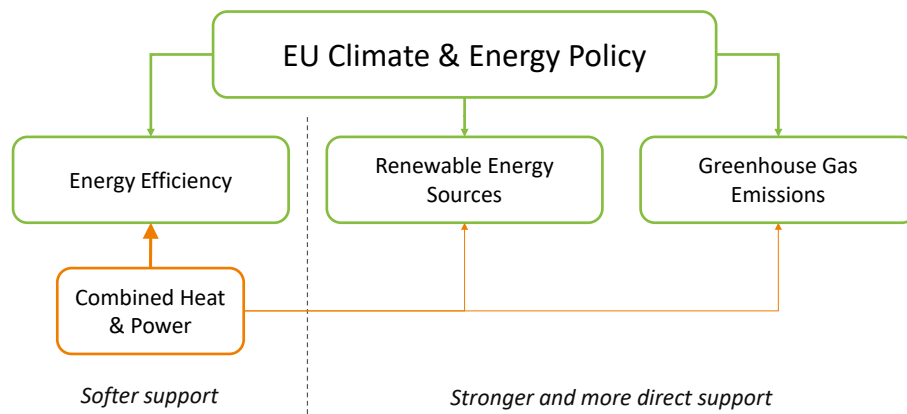 EU Climate & Energy Policy
Energy Efficiency
Renewable Energy
Sources
Greenhouse Gas
Emissions
Combined Heat
& Power
Softer support
Stronger and more direct support